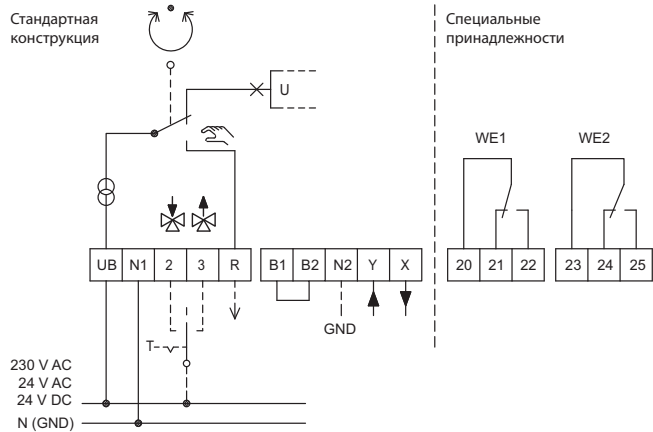 Стандартная
конструкция
Специальные
принадлежности
U
WE1
WE2
UB N1 2 3 R
B1 B2 N2 Y X
20 21 22
23 24 25
GND
T
230 V AC
24 V AC
24 V DC
N (GND)